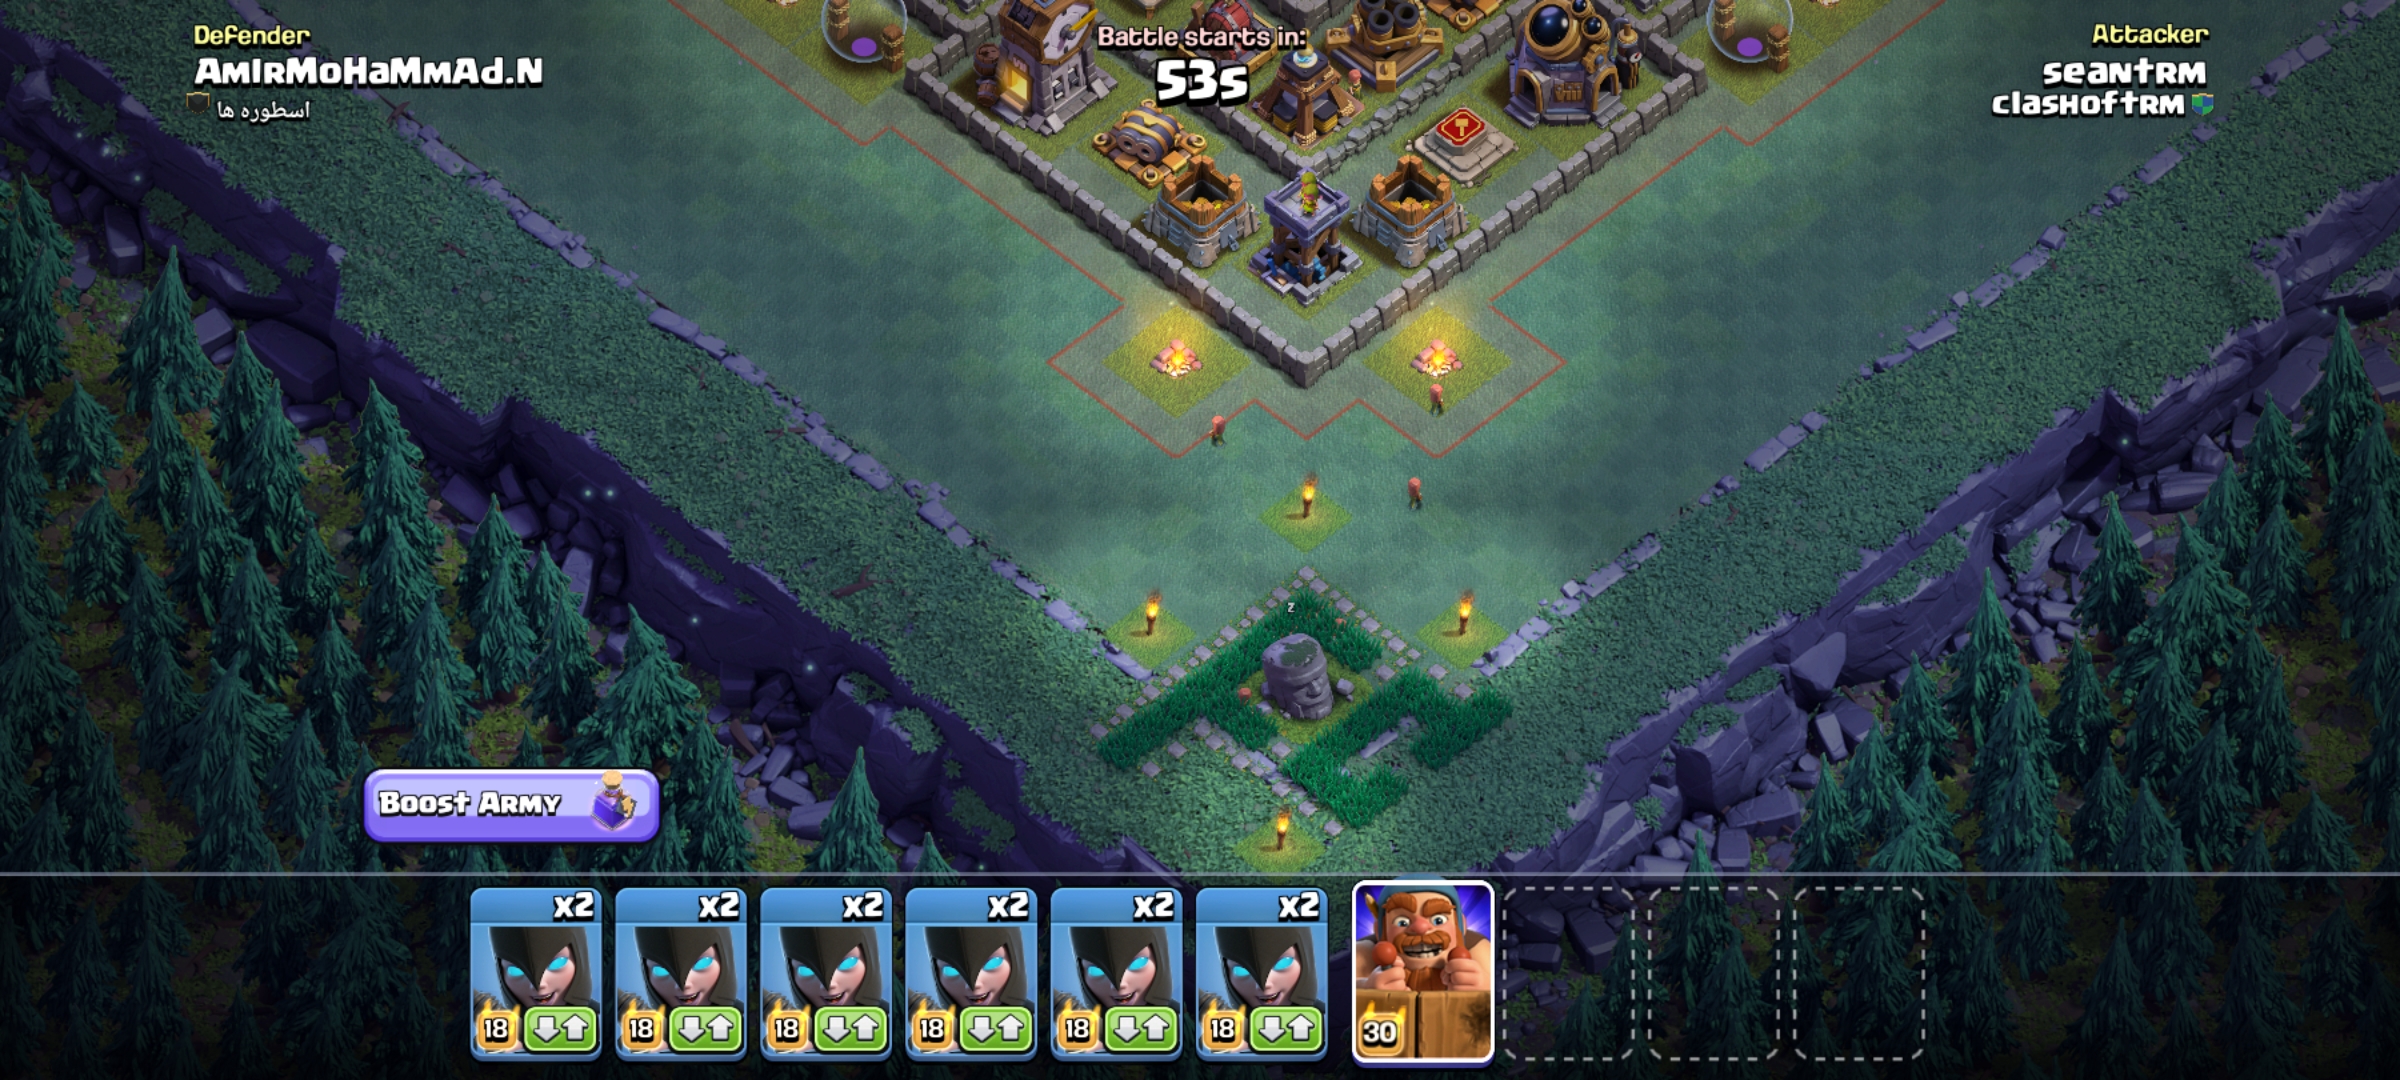 Defender
AmIrMoHaMmAd.N
اسطوره ها
Battle starts in:
53s
Attacker
seantRM
clashoftRM
VIII
z
Boost Army
x2
x2
x2
x2
x2
x2
18
18
18
18
18
18
30